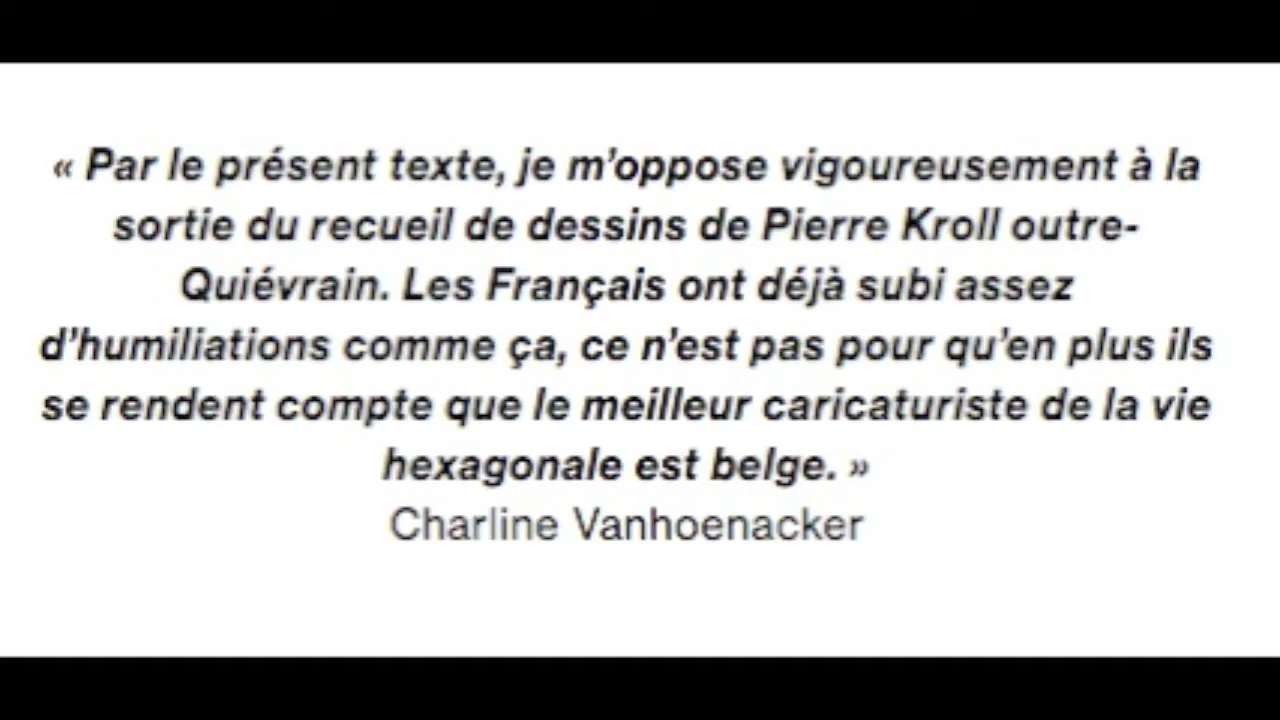 « Par le présent texte, je m’oppose vigoureusement à la
sortie du recueil de dessins de Pierre Kroll outre-
Quiévrain. Les Français ont déjà subi assez
d’humiliations comme ça, ce n’est pas pour qu’en plus ils
se rendent compte que le meilleur caricaturiste de la vie
hexagonale est belge. »
Charline Vanhoenacker